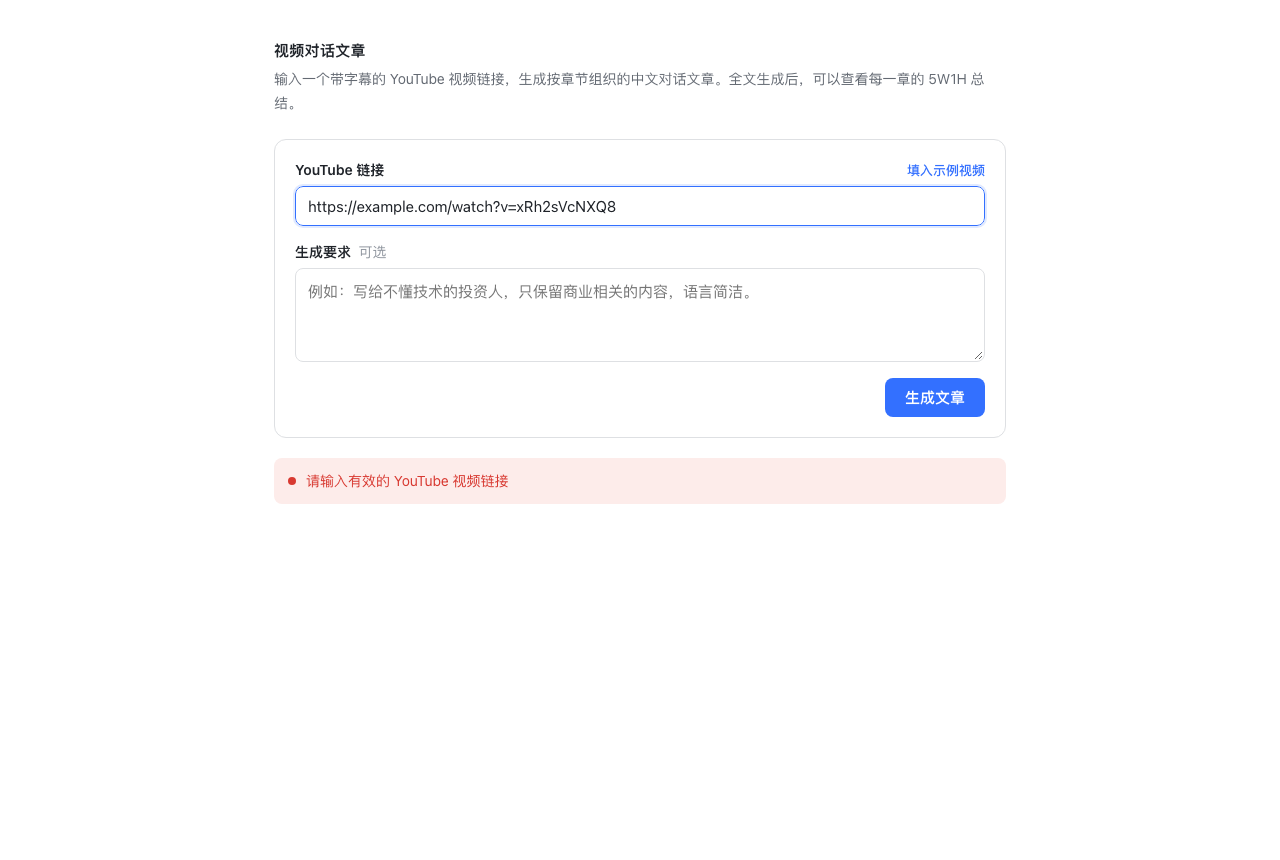 视频对话文章
输入一个带字幕的 YouTube 视频链接，生成按章节组织的中文对话文章。全文生成后，可以查看每一章的 5W1H 总
结。
YouTube 链接
填入示例视频
https://example.com/watch?v=xRh2sVcNXQ8
生成要求 可选
例如：写给不懂技术的投资人，只保留商业相关的内容，语言简洁。
生成文章
请输入有效的 YouTube 视频链接